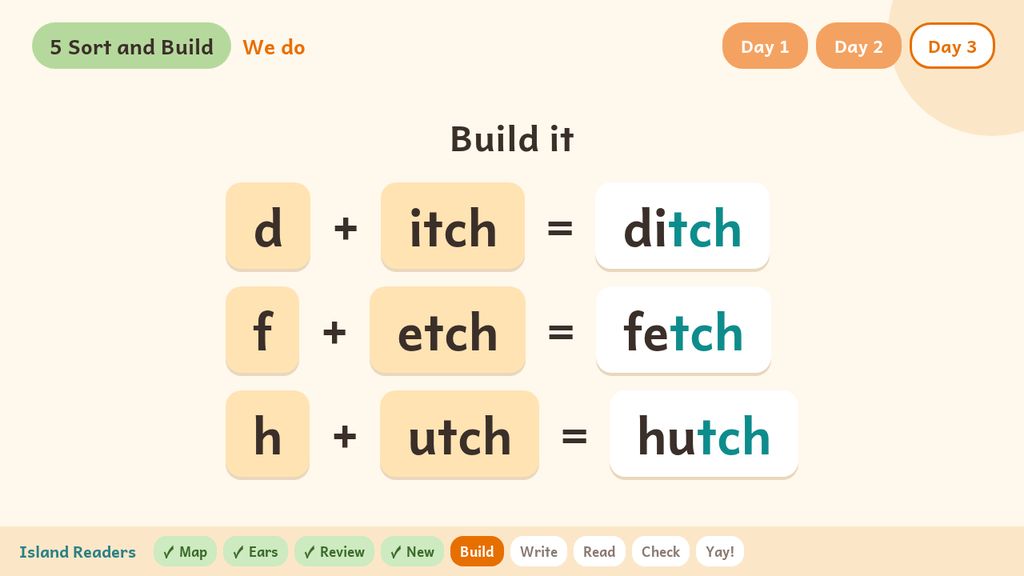 5 Sort and Build We do Day 1 Day 2 Day 3
Build it
d + itch = ditch
f + etch = fetch
h + utch = hutch
Island Readers ✓ Map ✓ Ears ✓ Review ✓ New Build Write Read Check Yay!